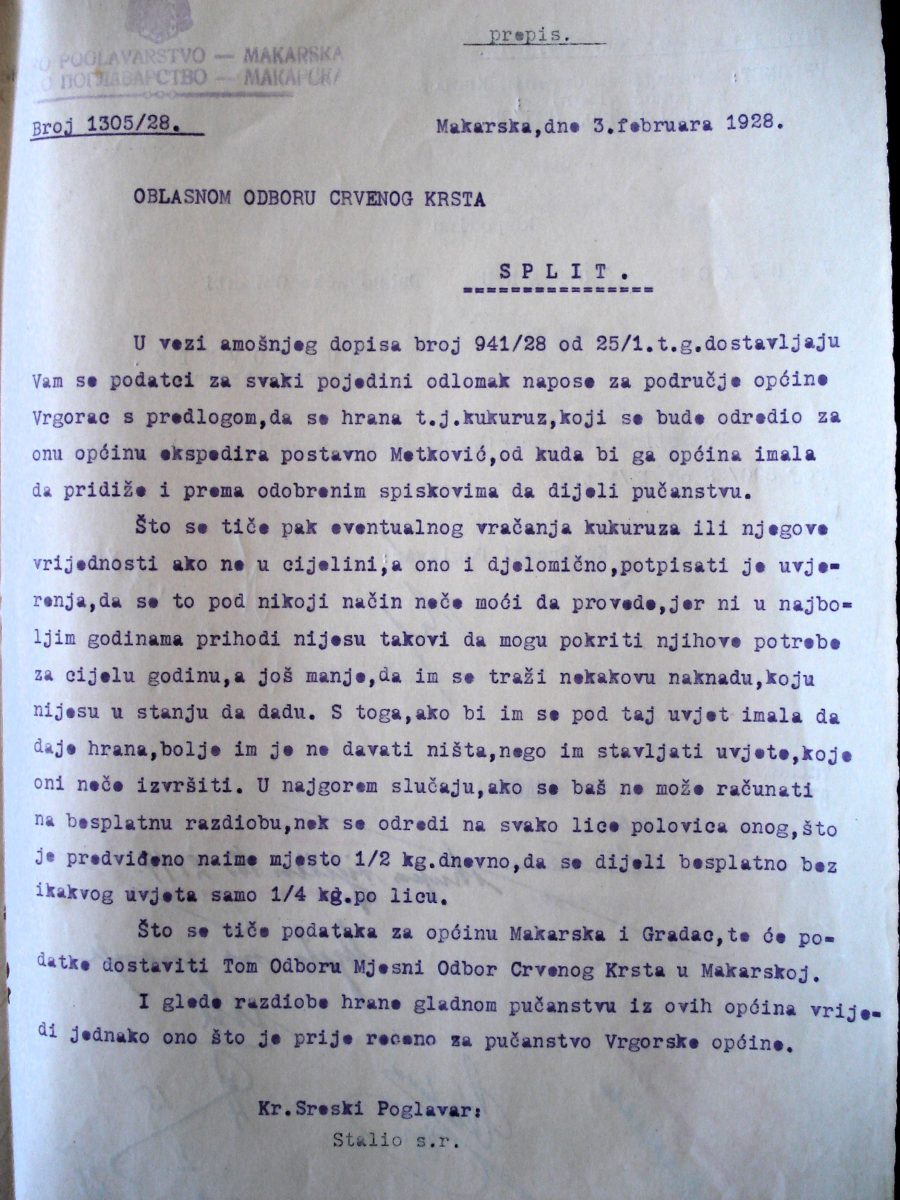 prepis.
POGLAVARSTVO — MAKARSKA
ПОГЛАВАРСТВО — МАКАРСКА
Broj 1305/28.
Makarska,dne 3.februara 1928.
OBLASNOM ODBORU CRVENOG KRSTA
SPLIT.
U vezi amošnjeg dopisa broj 941/28 od 25/1.t.g.dostavljaju
Vam se podatci za svaki pojedini odlomak napose za područje općine
Vrgorac s predlogom,da se hrana t.j.kukuruz,koji se bude odredio za
onu općinu ekspedira postavno Metković,od kuda bi ga općina imala
da pridiže i prema odobrenim spiskovima da dijeli pučanstvu.
Što se tiče pak eventualnog vračanja kukuruza ili njegove
vrijednosti ako ne u cijelini,a ono i djelomično,potpisati je uvje-
renja,da se to pod nikoji način neče moći da provede,jer ni u najbo-
ljim godinama prihodi nijesu takovi da mogu pokriti njihove potrebe
za cijelu godinu,a još manje,da im se traži nekakovu naknadu,koju
nijesu u stanju da dadu. S toga,ako bi im se pod taj uvjet imala da
daje hrana,bolje im je ne davati ništa,nego im stavljati uvjete,koje
oni neče izvršiti. U najgorem slučaju,ako se baš ne može računati
na besplatnu razdiobu,nek se odredi na svako lice polovica onog,što
je predviđeno naime mjesto 1/2 kg.dnevno,da se dijeli besplatno bez
ikakvog uvjeta samo 1/4 kg.po licu.
Što se tiče podataka za općinu Makarska i Gradac,te će po-
datke dostaviti Tom Odboru Mjesni Odbor Crvenog Krsta u Makarskoj.
I glede razdiobe hrane gladnom pučanstvu iz ovih općina vrije-
di jednako ono što je prije receno za pučanstvo Vrgorske općine.
Kr.Sreski Poglavar:
Stalio s.r.